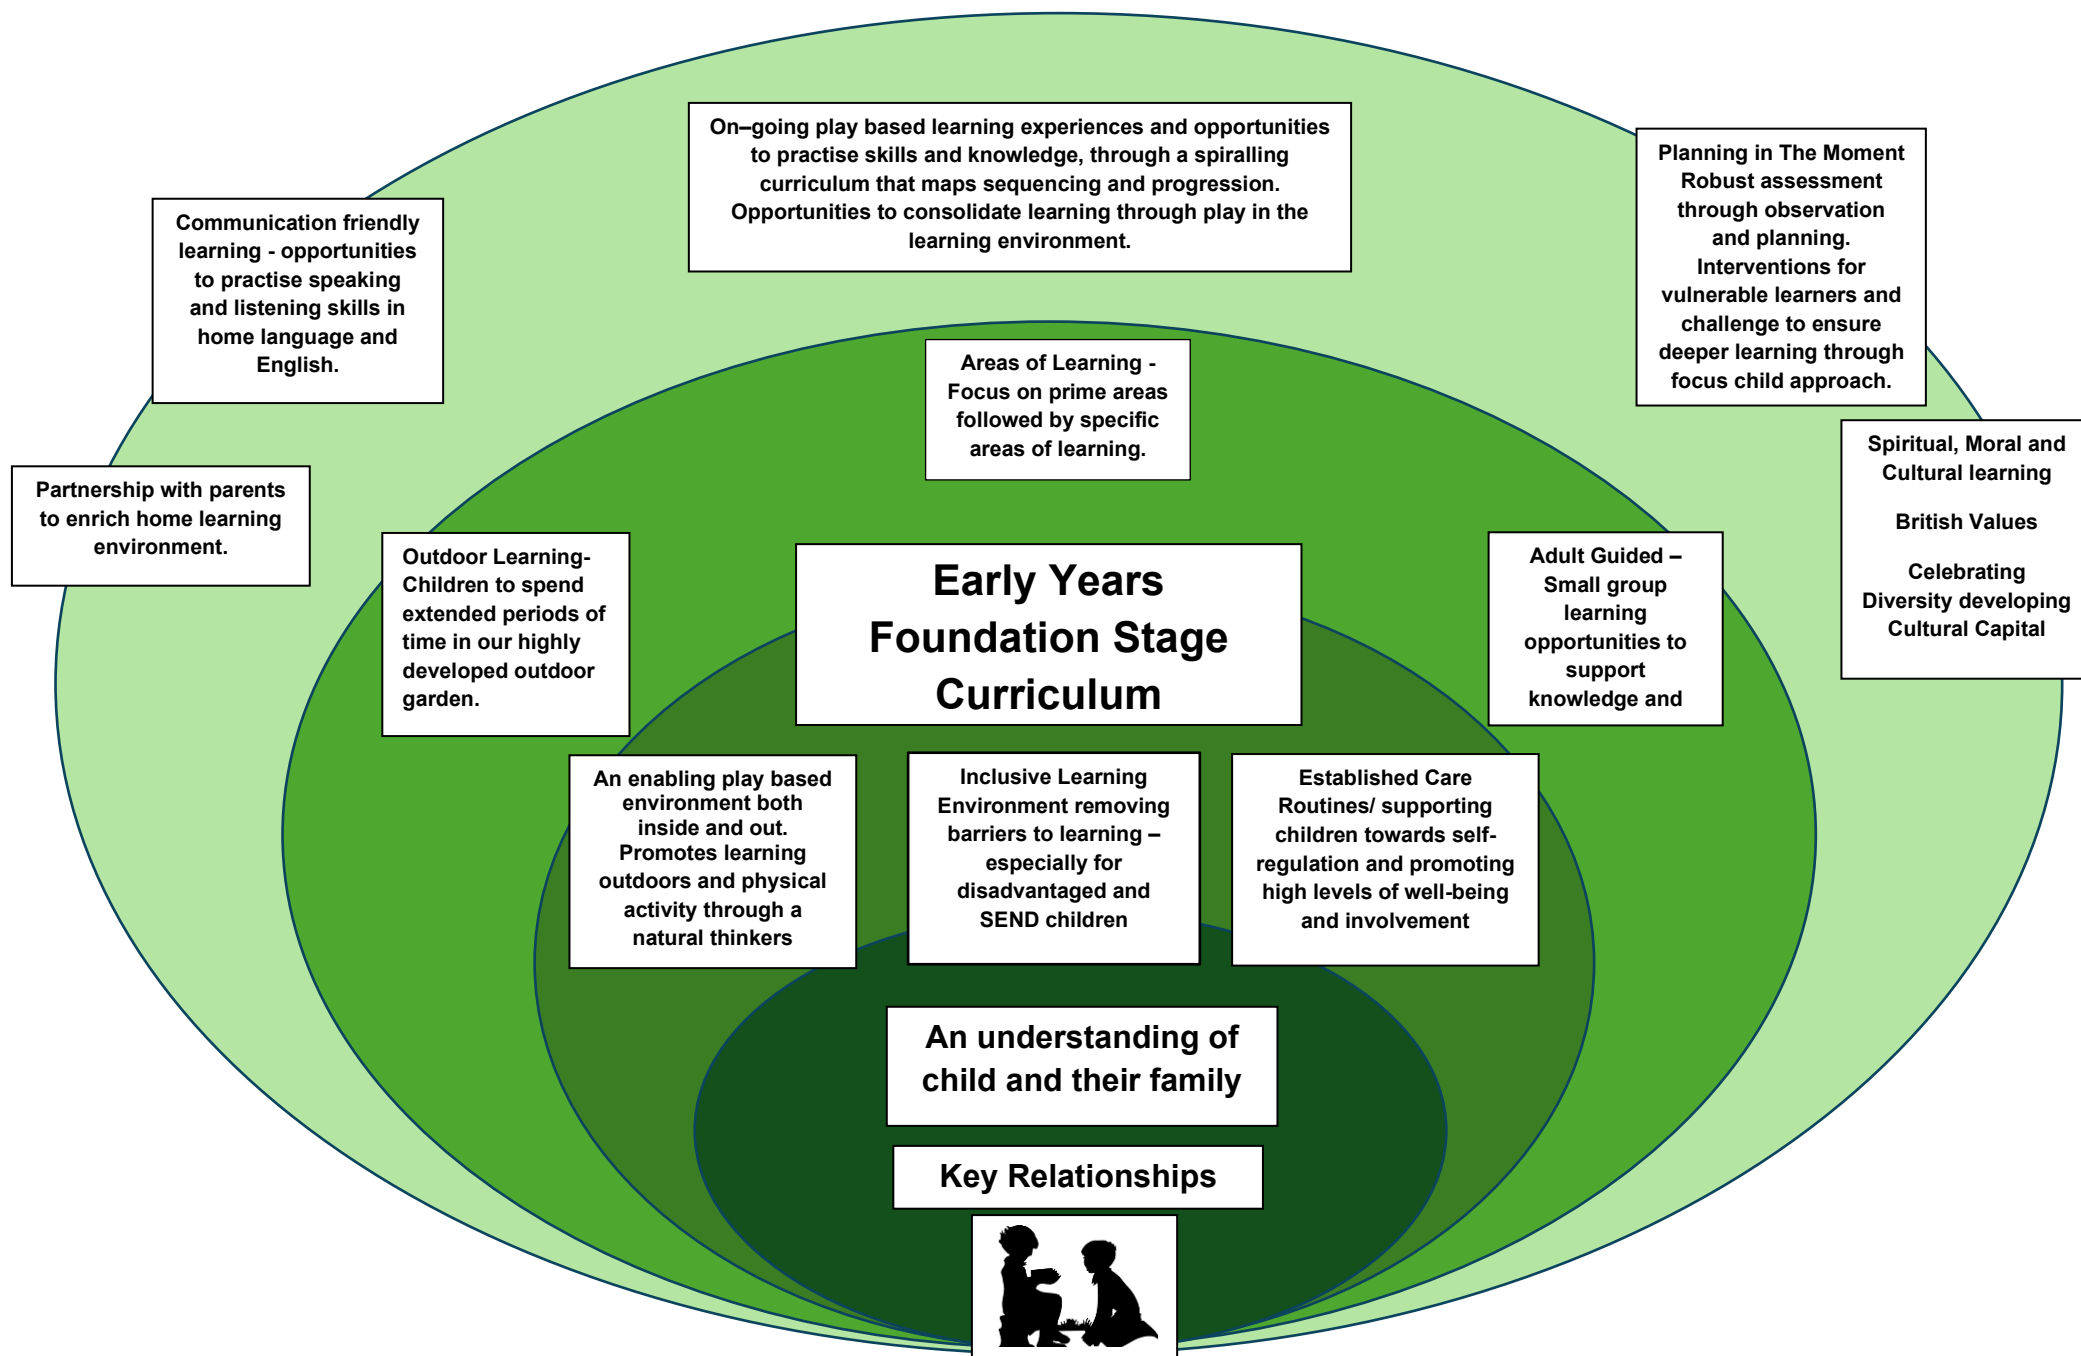 On–going play based learning experiences and opportunities
to practise skills and knowledge, through a spiralling
curriculum that maps sequencing and progression.
Opportunities to consolidate learning through play in the
learning environment.
Planning in The Moment
Robust assessment
through observation
and planning.
Interventions for
vulnerable learners and
challenge to ensure
deeper learning through
focus child approach.
Communication friendly
learning - opportunities
to practise speaking
and listening skills in
home language and
English.
Areas of Learning -
Focus on prime areas
followed by specific
areas of learning.
Spiritual, Moral and
Cultural learning
British Values
Celebrating
Diversity developing
Cultural Capital
Partnership with parents
to enrich home learning
environment.
Outdoor Learning-
Children to spend
extended periods of
time in our highly
developed outdoor
garden.
Early Years
Foundation Stage
Curriculum
Adult Guided –
Small group
learning
opportunities to
support
knowledge and
An enabling play based
environment both
inside and out.
Promotes learning
outdoors and physical
activity through a
natural thinkers
Inclusive Learning
Environment removing
barriers to learning –
especially for
disadvantaged and
SEND children
Established Care
Routines/ supporting
children towards self-
regulation and promoting
high levels of well-being
and involvement
An understanding of
child and their family
Key Relationships